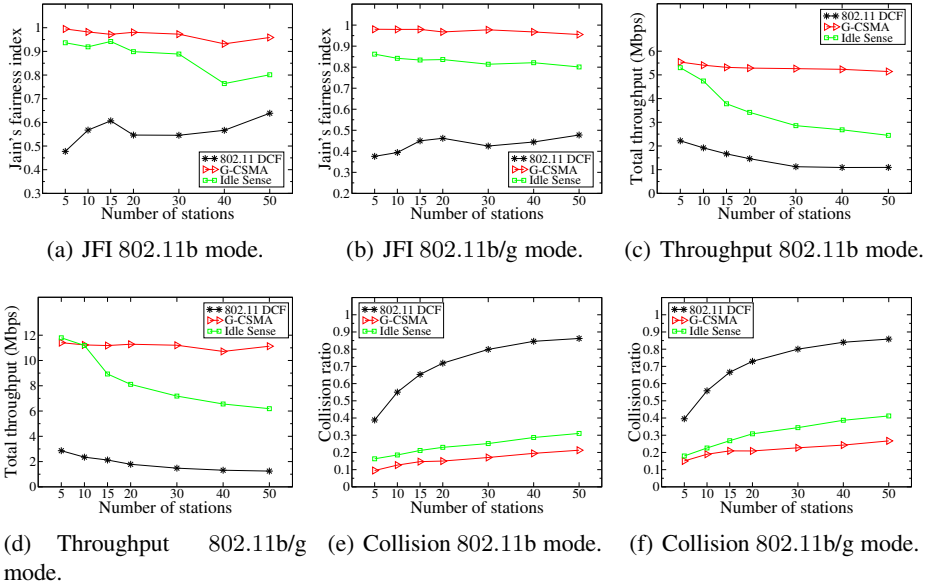 Jain's fairness index
1
0.9
0.8
0.7
0.6
0.5
0.4
0.3
5 10 15 20 30 40 50
Number of stations
802.11 DCF
G-CSMA
Idle Sense
(a) JFI 802.11b mode.
Jain's fairness index
1
0.9
0.8
0.7
0.6
0.5
0.4
0.3
0.2
5 10 15 20 30 40 50
Number of stations
802.11 DCF
G-CSMA
Idle Sense
(b) JFI 802.11b/g mode.
Total throughput (Mbps)
6
5
4
3
2
1
0
5 10 15 20 30 40 50
Number of stations
802.11 DCF
G-CSMA
Idle Sense
(c) Throughput 802.11b mode.
Total throughput (Mbps)
12
10
8
6
4
2
0
5 10 15 20 30 40 50
Number of stations
802.11 DCF
G-CSMA
Idle Sense
(d) Throughput 802.11b/g
mode.
Collision ratio
1
0.9
0.8
0.7
0.6
0.5
0.4
0.3
0.2
0.1
0
5 10 15 20 30 40 50
Number of stations
802.11 DCF
G-CSMA
Idle Sense
(e) Collision 802.11b mode.
Collision ratio
1
0.9
0.8
0.7
0.6
0.5
0.4
0.3
0.2
0.1
0
5 10 15 20 30 40 50
Number of stations
802.11 DCF
G-CSMA
Idle Sense
(f) Collision 802.11b/g mode.